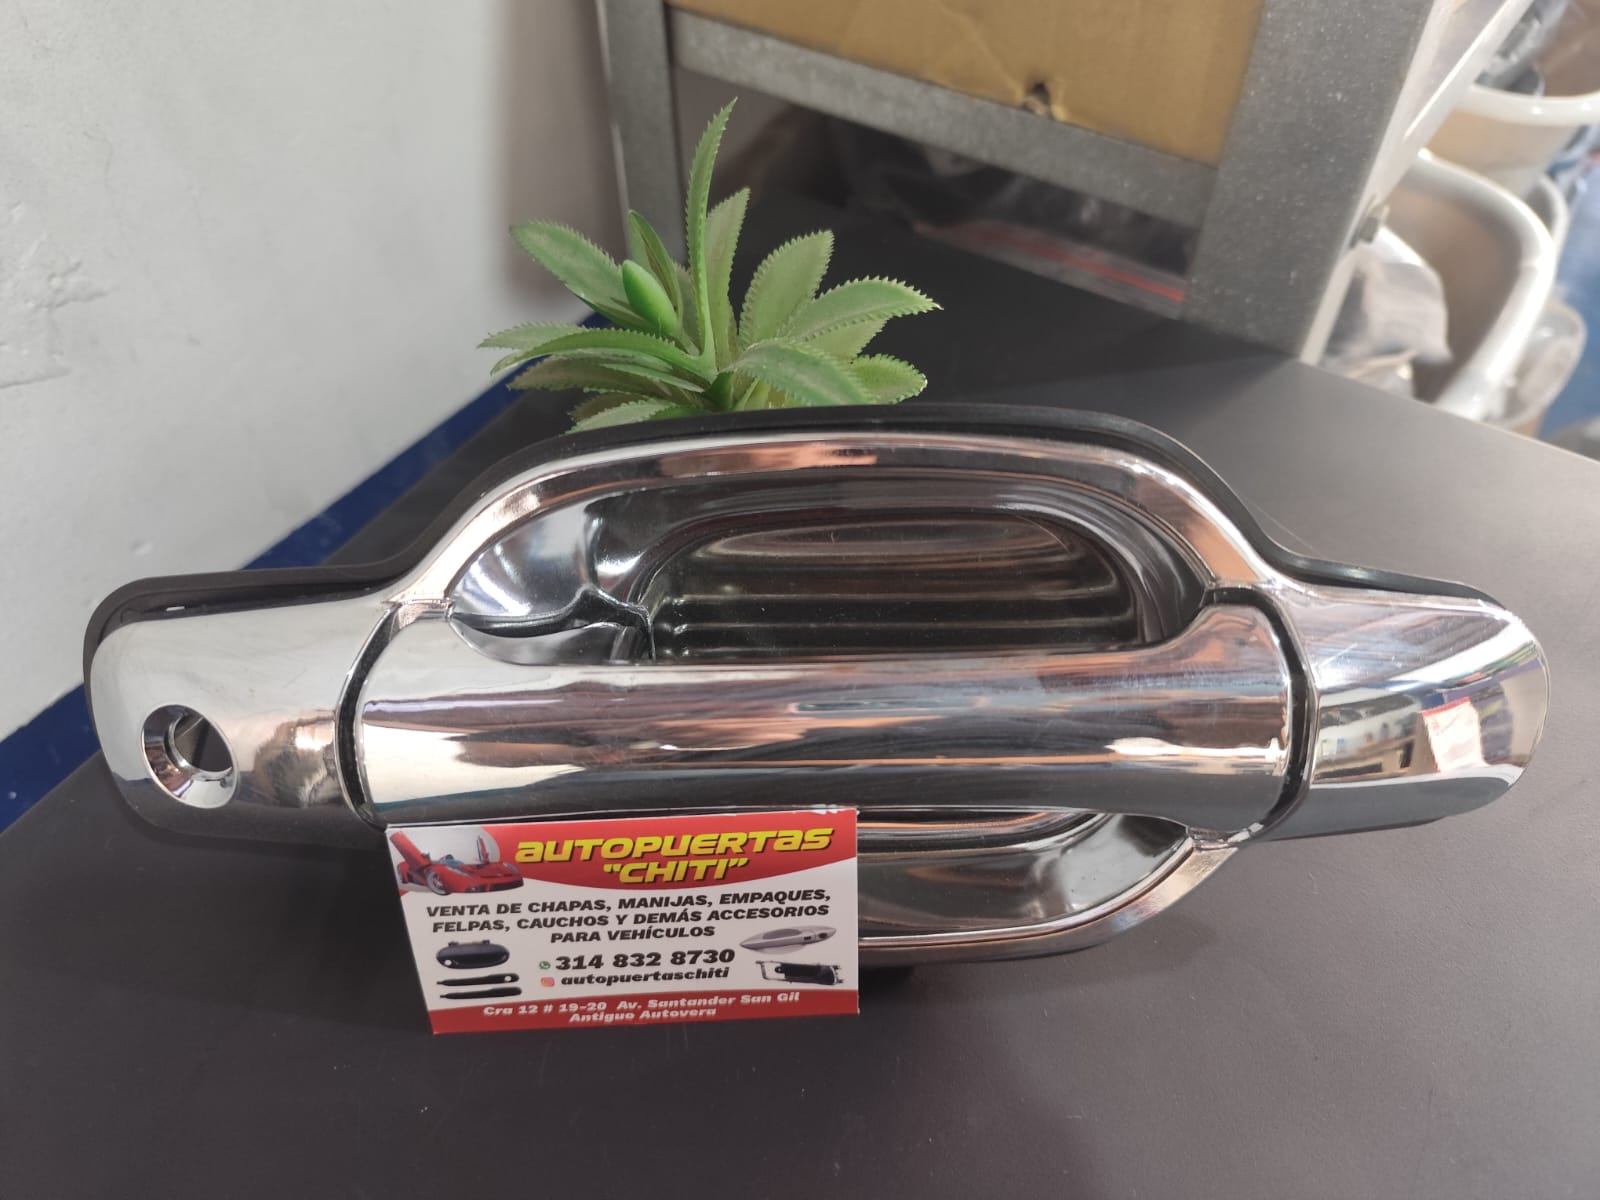 AUTOPUERTAS
"CHITI"
VENTA DE CHAPAS, MANIJAS, EMPAQUES,
FELPAS, CAUCHOS Y DEMÁS ACCESORIOS
PARA VEHÍCULOS
314 832 8730
autopuertaschiti
Cra 12 # 19-20 Av. Santander San Gil
Antiguo Autovera